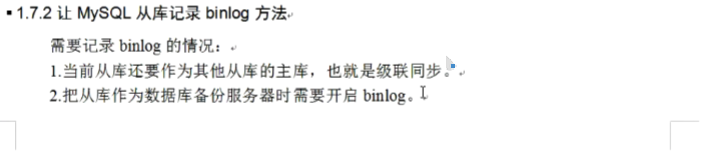 1.7.2 让 MySQL 从库记录 binlog 方法
需要记录 binlog 的情况：
1.当前从库还要作为其他从库的主库，也就是级联同步。
2.把从库作为数据库备份服务器时需要开启 binlog。